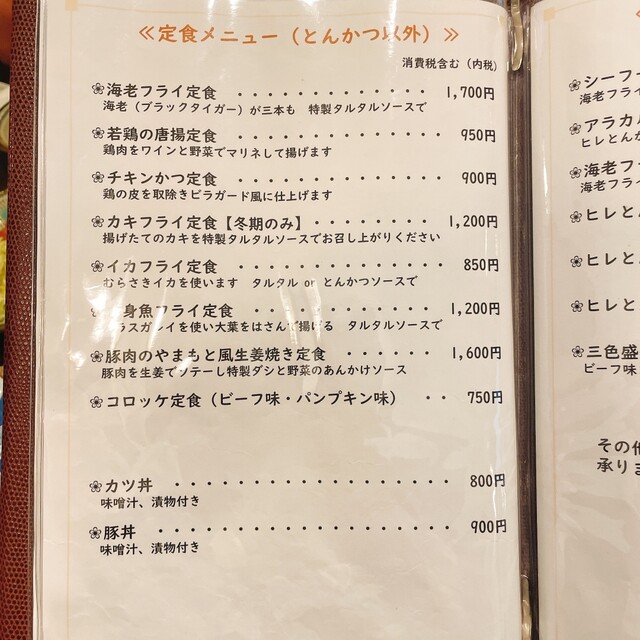 ≪定食メニュー（とんかつ以外）≫
消費税含む（内税）
海老フライ定食 ・・・・・・・・・・・・・ 1,700円
海老（ブラックタイガー）が三本も 特製タルタルソースで
若鶏の唐揚定食 ・・・・・・・・・・・・・ 950円
鶏肉をワインと野菜でマリネして揚げます
チキンかつ定食 ・・・・・・・・・・・・・ 900円
鶏の皮を取除きピラガード風に仕上げます
カキフライ定食【冬期のみ】・・・・・・・・ 1,200円
揚げたてのカキを特製タルタルソースでお召し上がりください
イカフライ定食 ・・・・・・・・・・・・・ 850円
むらさきイカを使います タルタル or とんかつソースで
身魚フライ定食 ・・・・・・・・・・・・ 1,200円
ラスガレイを使い大葉をはさんで揚げる タルタルソースで
豚肉のやまもと風生姜焼き定食 ・・・・・・ 1,600円
豚肉を生姜でソテーし特製ダシと野菜のあんかけソース
コロッケ定食（ビーフ味・パンプキン味） ・・ 750円
カツ丼 ・・・・・・・・・・・・・・・・・・ 800円
味噌汁、漬物付き
豚丼 ・・・・・・・・・・・・・・・・・・・ 900円
味噌汁、漬物付き
シーフ
海老フラ
アラカル
ヒレとんか
海老フ
海老フライ
ヒレと
ヒレと
ヒレと
三色盛
ビーフ味
その他
承りま